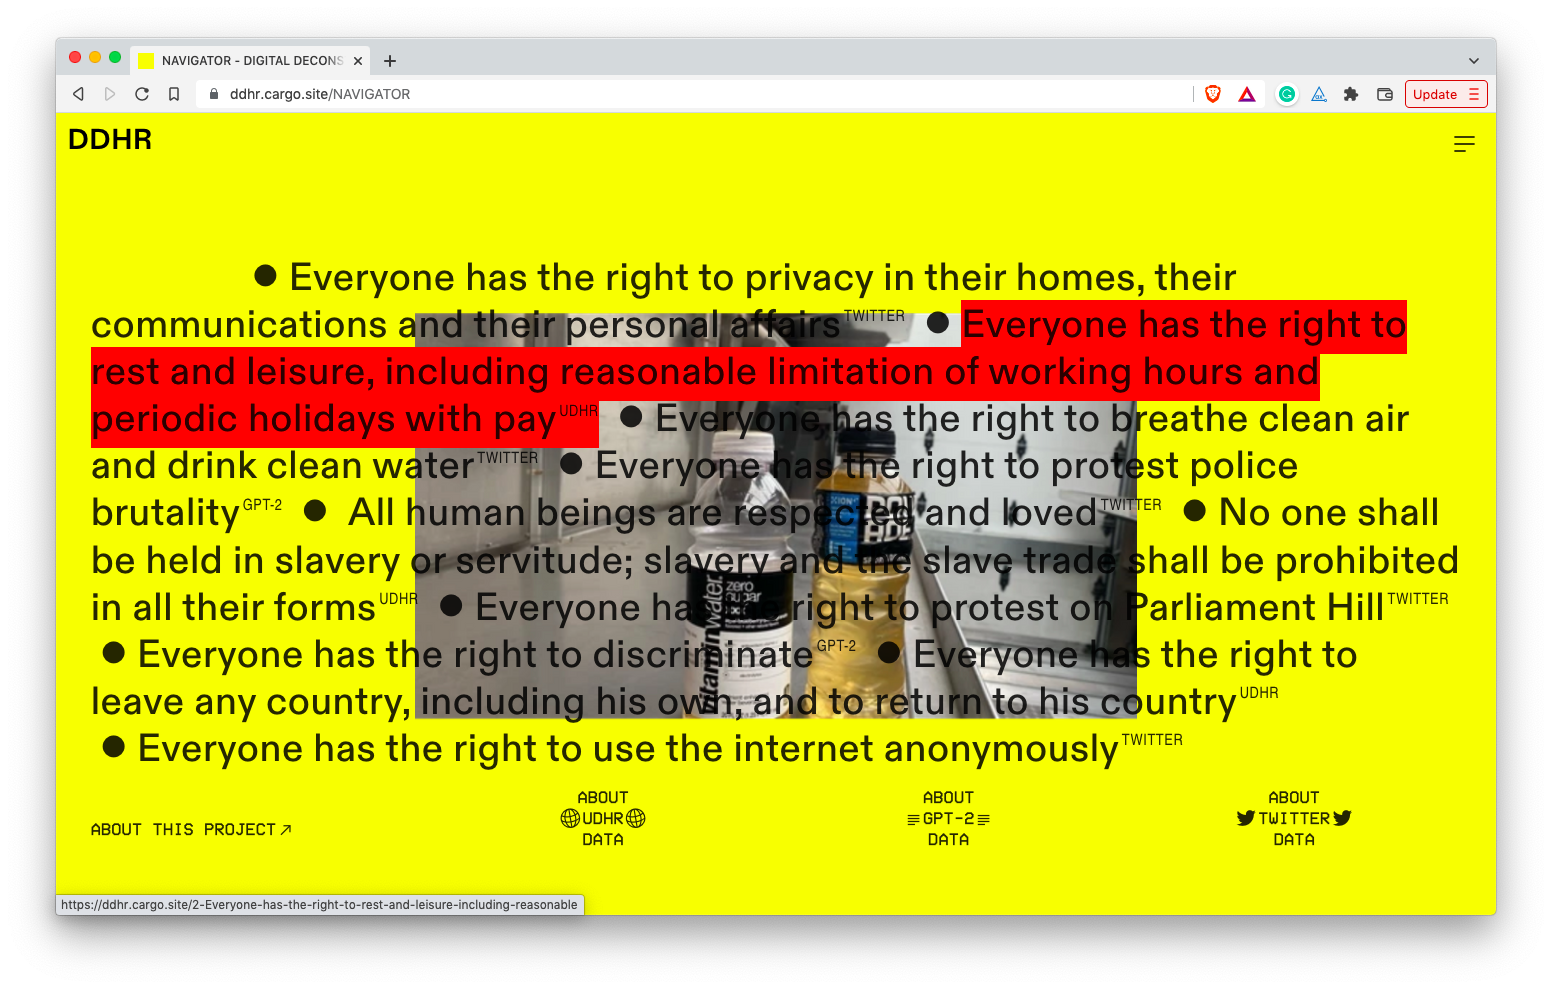 NAVIGATOR - DIGITAL DECONS
ddhr.cargo.site/NAVIGATOR
Update
DDHR
● Everyone has the right to privacy in their homes, their
communications and their personal affairs TWITTER ● Everyone has the right to
rest and leisure, including reasonable limitation of working hours and
periodic holidays with pay UDHR ● Everyone has the right to breathe clean air
and drink clean water TWITTER ● Everyone has the right to protest police
brutality GPT-2 ● All human beings are respected and loved TWITTER ● No one shall
be held in slavery or servitude; slavery and the slave trade shall be prohibited
in all their forms UDHR ● Everyone has the right to protest on Parliament Hill TWITTER
● Everyone has the right to discriminate GPT-2 ● Everyone has the right to
leave any country, including his own, and to return to his country UDHR
● Everyone has the right to use the internet anonymously TWITTER
zero
vitaminwater
ABOUT THIS PROJECT↗
ABOUT
UDHR
DATA
ABOUT
GPT-2
DATA
ABOUT
TWITTER
DATA
https://ddhr.cargo.site/2-Everyone-has-the-right-to-rest-and-leisure-including-reasonable